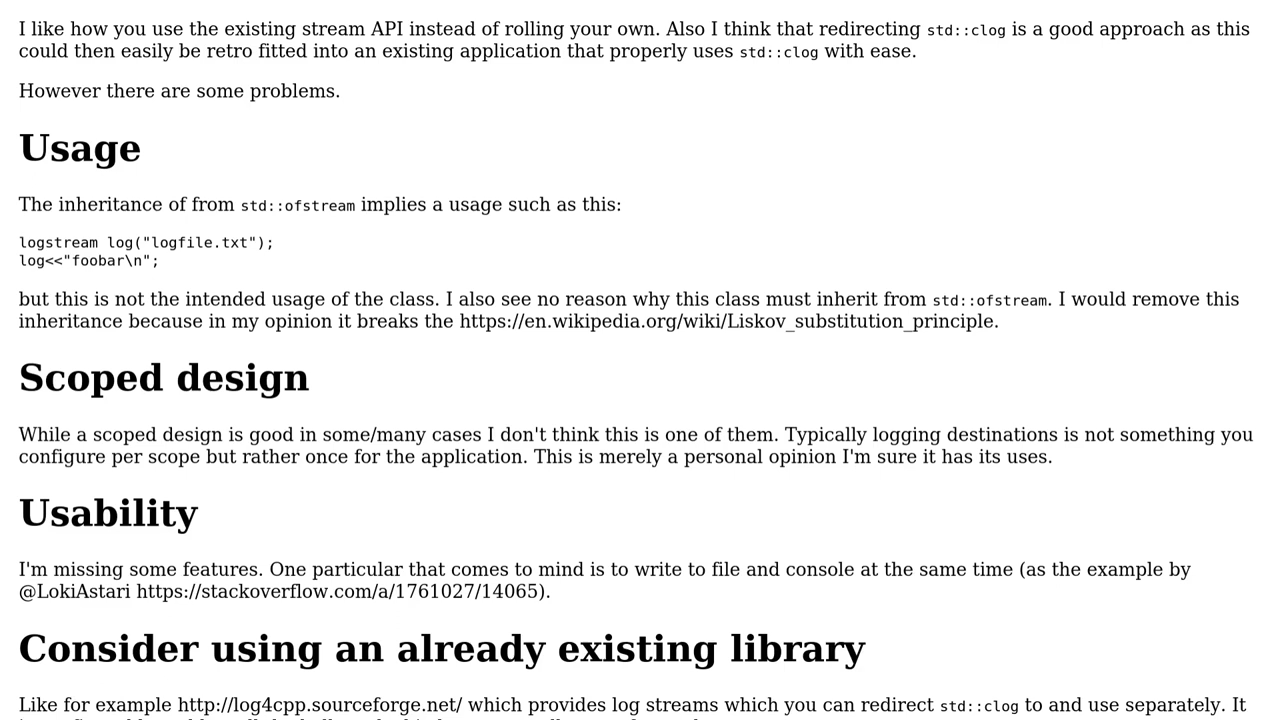 I like how you use the existing stream API instead of rolling your own. Also I think that redirecting std::clog is a good approach as this
could then easily be retro fitted into an existing application that properly uses std::clog with ease.
However there are some problems.
Usage
The inheritance of from std::ofstream implies a usage such as this:
logstream log("logfile.txt");
log<<"foobar\n";
but this is not the intended usage of the class. I also see no reason why this class must inherit from std::ofstream. I would remove this
inheritance because in my opinion it breaks the https://en.wikipedia.org/wiki/Liskov_substitution_principle.
Scoped design
While a scoped design is good in some/many cases I don't think this is one of them. Typically logging destinations is not something you
configure per scope but rather once for the application. This is merely a personal opinion I'm sure it has its uses.
Usability
I'm missing some features. One particular that comes to mind is to write to file and console at the same time (as the example by
@LokiAstari https://stackoverflow.com/a/1761027/14065).
Consider using an already existing library
Like for example http://log4cpp.sourceforge.net/ which provides log streams which you can redirect std::clog to and use separately. It